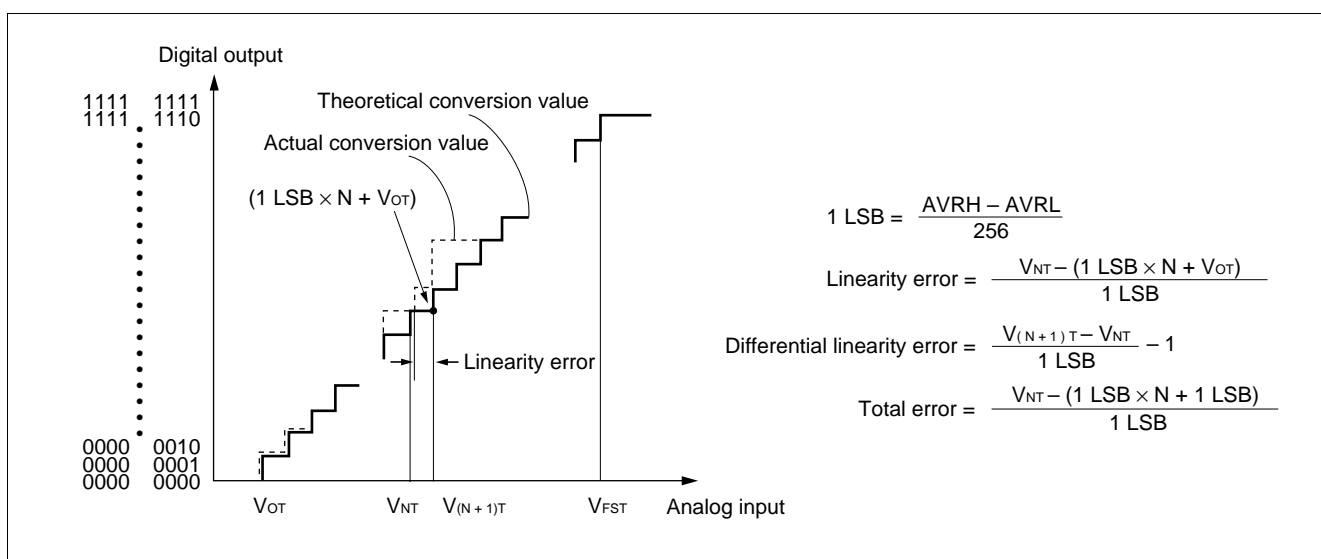 Digital output
1111 1111
1111 1110
Theoretical conversion value
Actual conversion value
(1 LSB × N + VOT)
Linearity error
0000 0010
0000 0001
0000 0000
VOT VNT V(N + 1)T VFST Analog input
1 LSB = AVRH – AVRL
256
Linearity error = VNT – (1 LSB × N + VOT)
1 LSB
Differential linearity error = V(N + 1)T – VNT – 1
1 LSB
Total error = VNT – (1 LSB × N + 1 LSB)
1 LSB